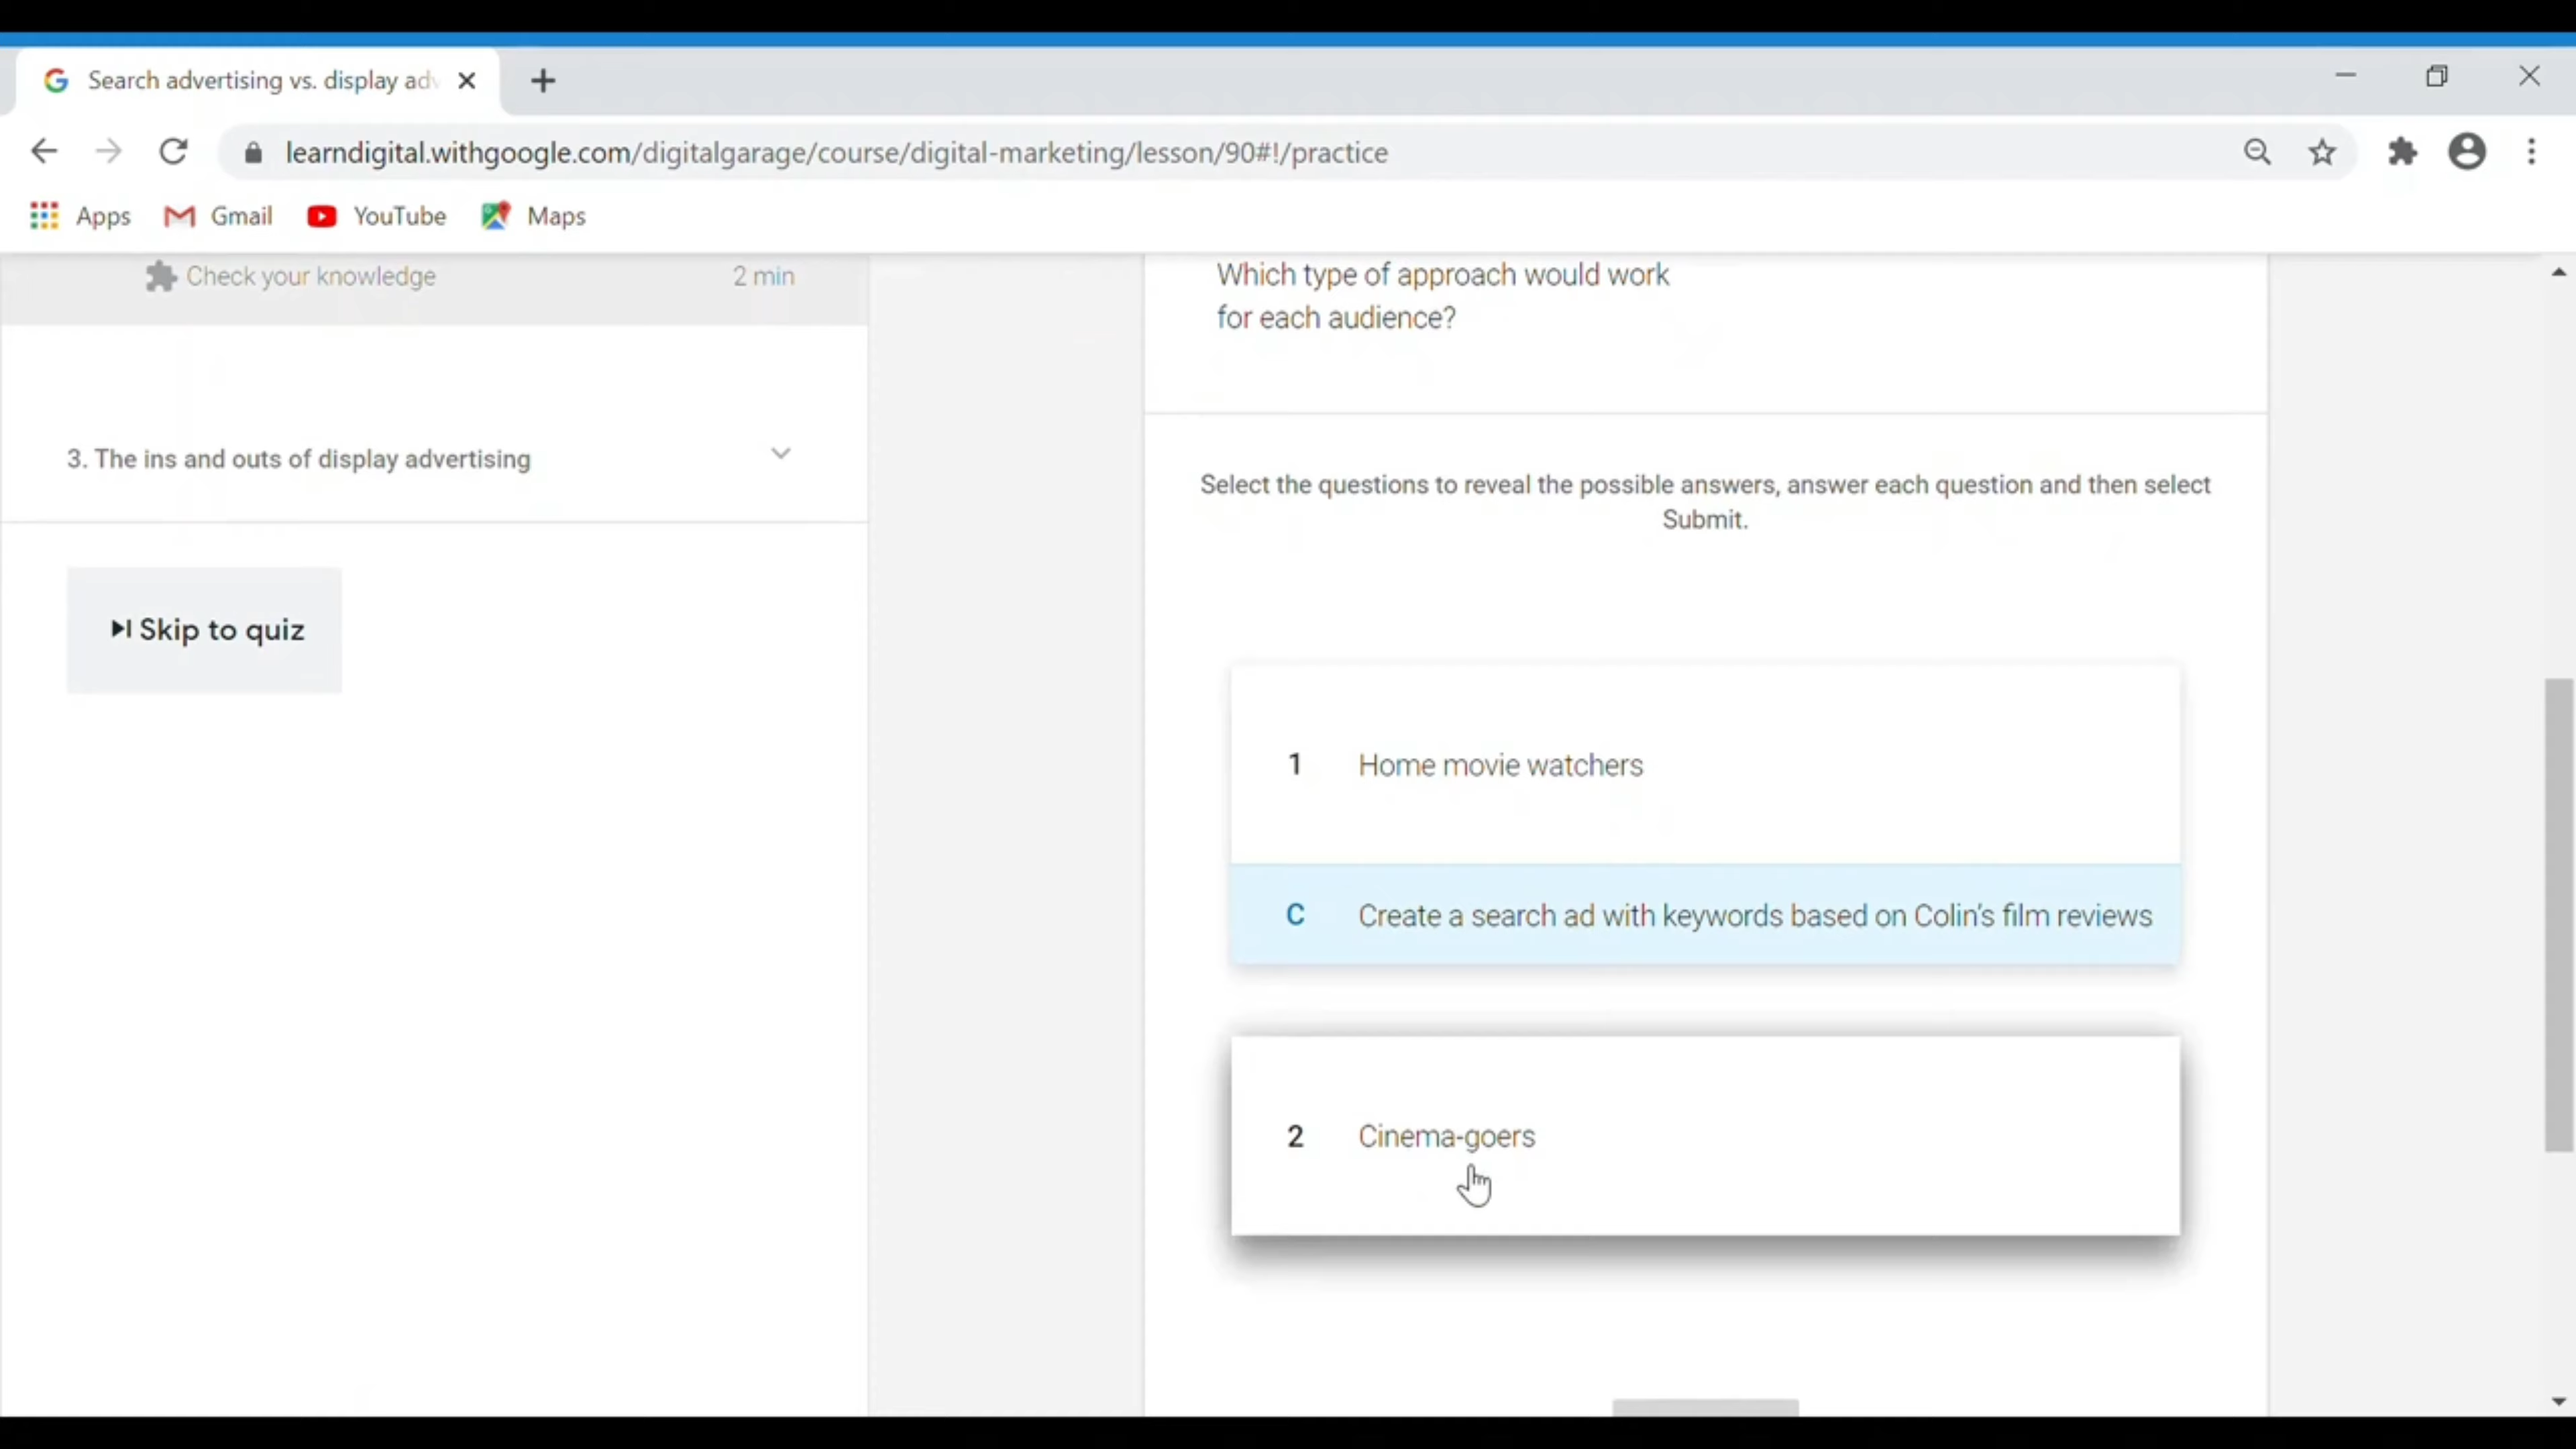 Search advertising vs. display adv
learndigital.withgoogle.com/digitalgarage/course/digital-marketing/lesson/90#!/practice
Apps Gmail YouTube Maps
Check your knowledge 2 min
3. The ins and outs of display advertising
Skip to quiz
Which type of approach would work
for each audience?
Select the questions to reveal the possible answers, answer each question and then select
Submit.
1 Home movie watchers
C Create a search ad with keywords based on Colin's film reviews
2 Cinema-goers